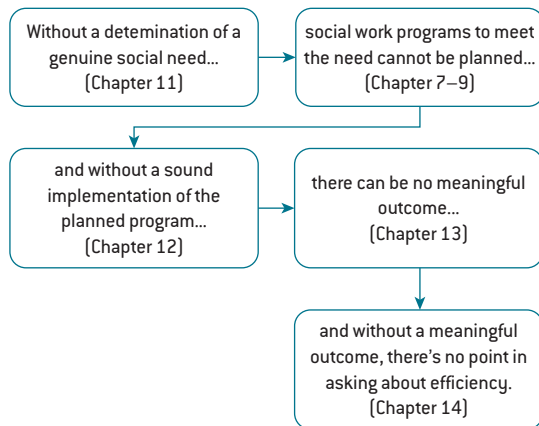 Without a detemination of a
genuine social need...
(Chapter 11)
social work programs to meet
the need cannot be planned...
(Chapter 7–9)
and without a sound
implementation of the
planned program...
(Chapter 12)
there can be no meaningful
outcome...
(Chapter 13)
and without a meaningful
outcome, there's no point in
asking about efficiency.
(Chapter 14)